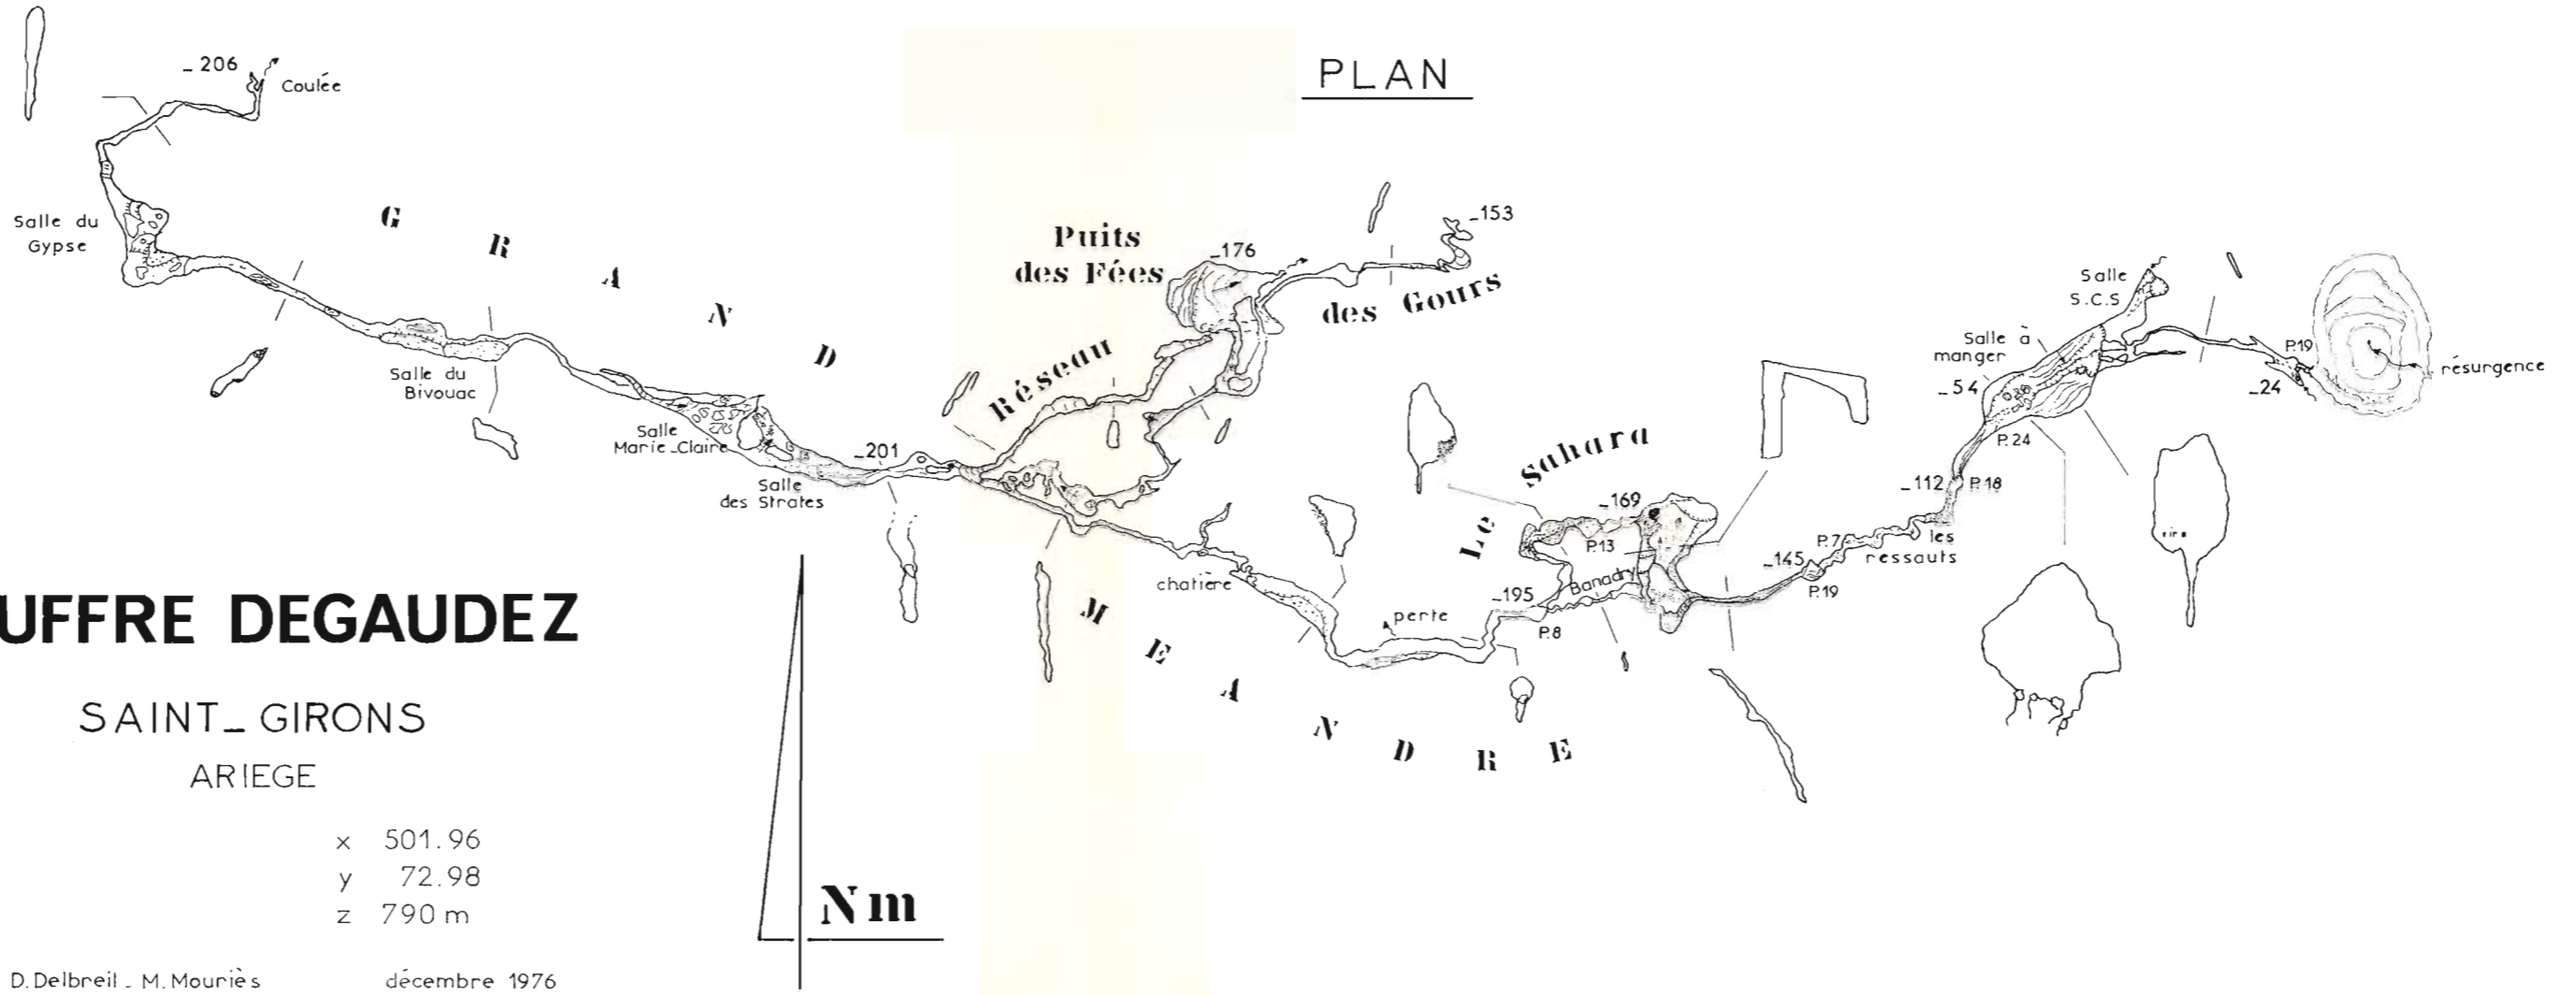 PLAN
_ 206
Coulée
Salle du
Gypse
GRAND
Puits
des Fées
_176
_153
des Gours
Réseau
Salle
S.C.S
Salle à
manger
_54
P.19
_24
résurgence
P.24
Salle du
Bivouac
Salle
Marie_Claire
_201
Salle
des Strates
Le
sahara
_169
P.13
Banadry
_112
P.18
P.7
les
ressauts
_145
P.19
chatière
_195
P.8
perte
MEANDRE
UFFRE DEGAUDEZ
SAINT_GIRONS
ARIEGE
x 501.96
y 72.98
z 790 m
Nm
D.Delbreil _ M.Mouriès décembre 1976